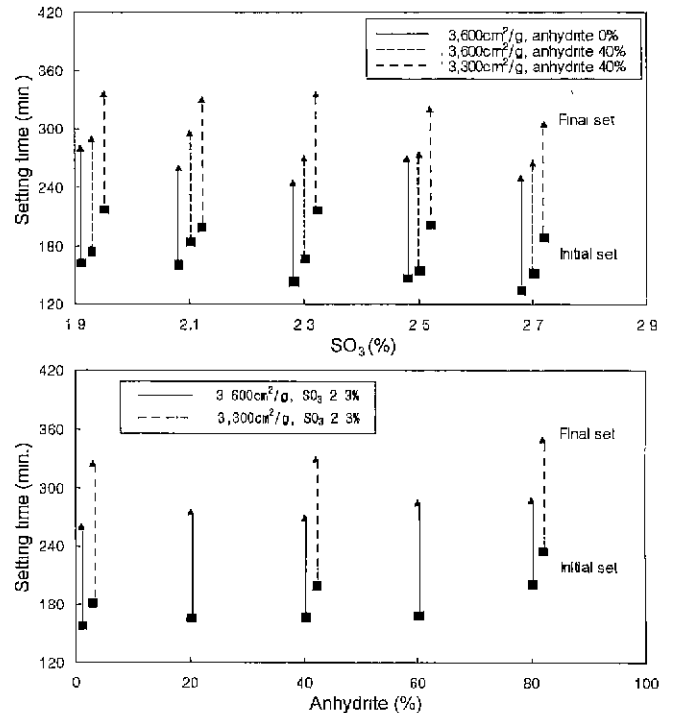 420
360
300
240
180
120
Setting time (min )
3,600cm²/g, anhydrite 0%
3,600cm²/g, anhydrite 40%
3,300cm²/g, anhydrite 40%
Final set
Initial set
1 9
2.1
2 3
2 5
2 7
2 9
SO₃ (%)
420
360
300
240
180
120
Setting time (min.)
3 600cm²/g, SO₃ 2 3%
3,300cm²/g, SO₃ 2 3%
Final set
Initial set
0
20
40
60
80
100
Anhydrite (%)